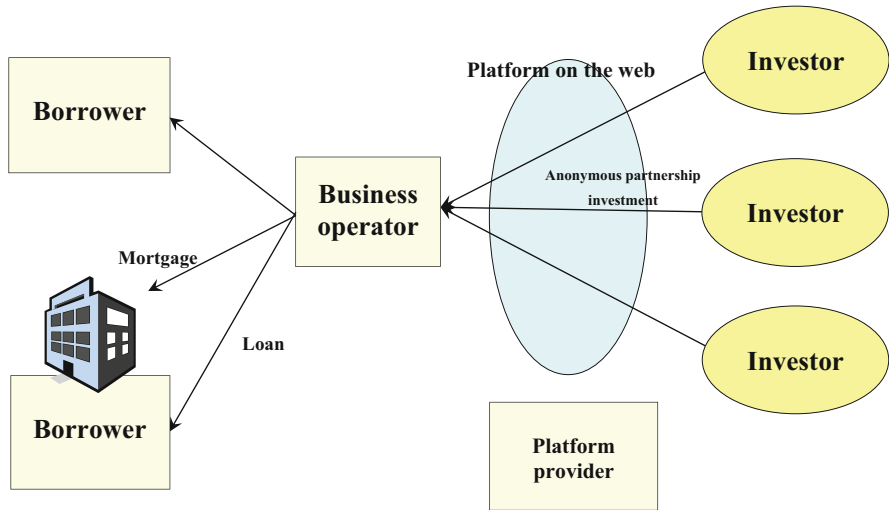 Investor
Platform on the web
Borrower
Anonymous partnership
investment
Business
operator
Investor
Mortgage
Loan
Investor
Borrower
Platform
provider